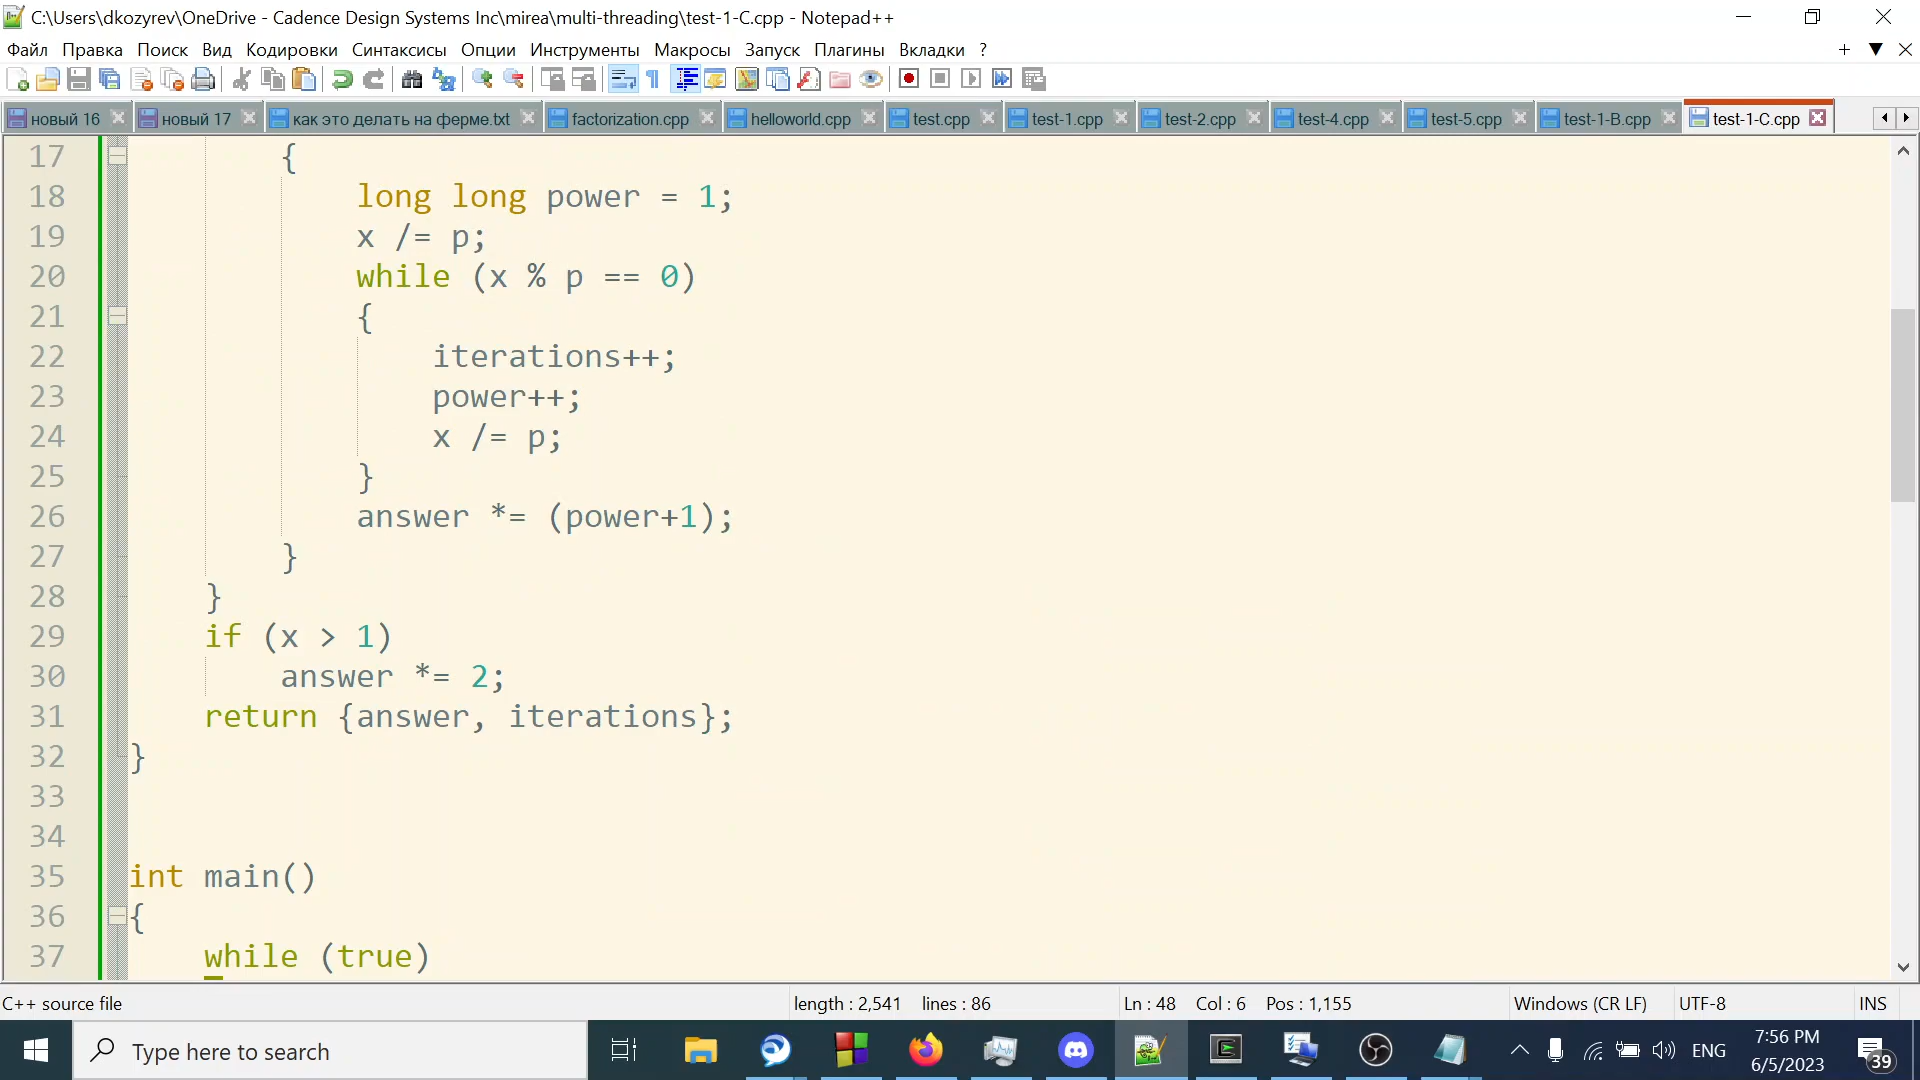 C:\Users\dkozyrev\OneDrive - Cadence Design Systems Inc\mirea\multi-threading\test-1-C.cpp - Notepad++
Файл Правка Поиск Вид Кодировки Синтаксисы Опции Инструменты Макросы Запуск Плагины Вкладки ?
новый 16 новый 17 как это делать на ферме.txt factorization.cpp helloworld.cpp test.cpp test-1.cpp test-2.cpp test-4.cpp test-5.cpp test-1-B.cpp test-1-C.cpp
17 {
18 long long power = 1;
19 x /= p;
20 while (x % p == 0)
21 {
22 iterations++;
23 power++;
24 x /= p;
25 }
26 answer *= (power+1);
27 }
28 }
29 if (x > 1)
30 answer *= 2;
31 return {answer, iterations};
32 }
33
34
35 int main()
36 {
37 while (true)
C++ source file length : 2,541 lines : 86 Ln : 48 Col : 6 Pos : 1,155 Windows (CR LF) UTF-8 INS
Type here to search ENG 7:56 PM
6/5/2023 39